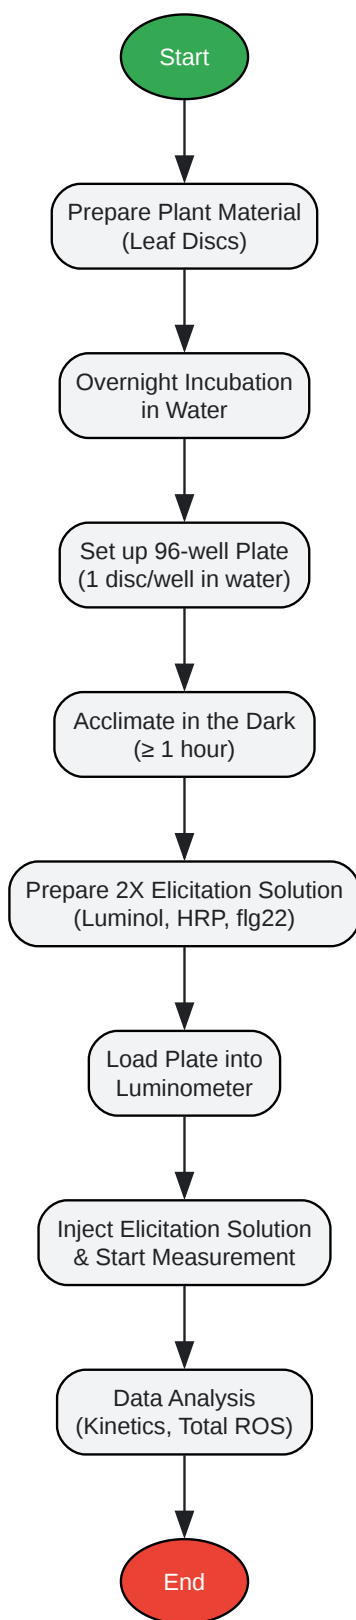 Start
Prepare Plant Material
(Leaf Discs)
Overnight Incubation
in Water
Set up 96-well Plate
(1 disc/well in water)
Acclimate in the Dark
(≥ 1 hour)
Prepare 2X Elicitation Solution
(Luminol, HRP, flg22)
Load Plate into
Luminometer
Inject Elicitation Solution
& Start Measurement
Data Analysis
(Kinetics, Total ROS)
End